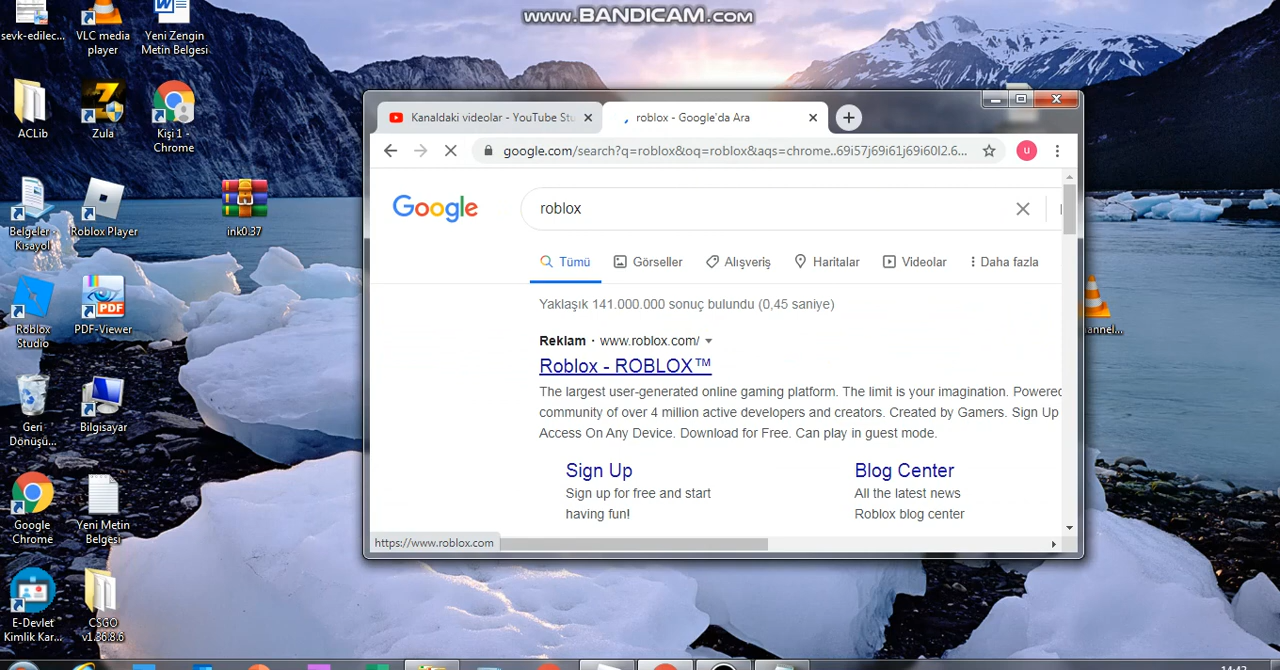 www.BANDICAM.com
sevk-edilec...
VLC media
player
Yeni Zengin
Metin Belgesi
ACLib
Zula
Kişi 1 -
Chrome
Belgeler -
Kısayol
Roblox Player
ink0.37
Roblox
Studio
PDF
PDF-Viewer
Geri
Dönüşü...
Bilgisayar
Google
Chrome
Yeni Metin
Belgesi
E-Devlet
Kimlik Kar...
CSGO
v1.36.8.6
Kanaldaki videolar - YouTube Stu
roblox - Google'da Ara
google.com/search?q=roblox&oq=roblox&aqs=chrome..69i57j69i61j69i60l2.6...
u
Google
roblox
Tümü
Görseller
Alışveriş
Haritalar
Videolar
Daha fazla
Yaklaşık 141.000.000 sonuç bulundu (0,45 saniye)
Reklam · www.roblox.com/
Roblox - ROBLOX™
The largest user-generated online gaming platform. The limit is your imagination. Powered
community of over 4 million active developers and creators. Created by Gamers. Sign Up
Access On Any Device. Download for Free. Can play in guest mode.
Sign Up
Sign up for free and start
having fun!
Blog Center
All the latest news
Roblox blog center
https://www.roblox.com
annel...